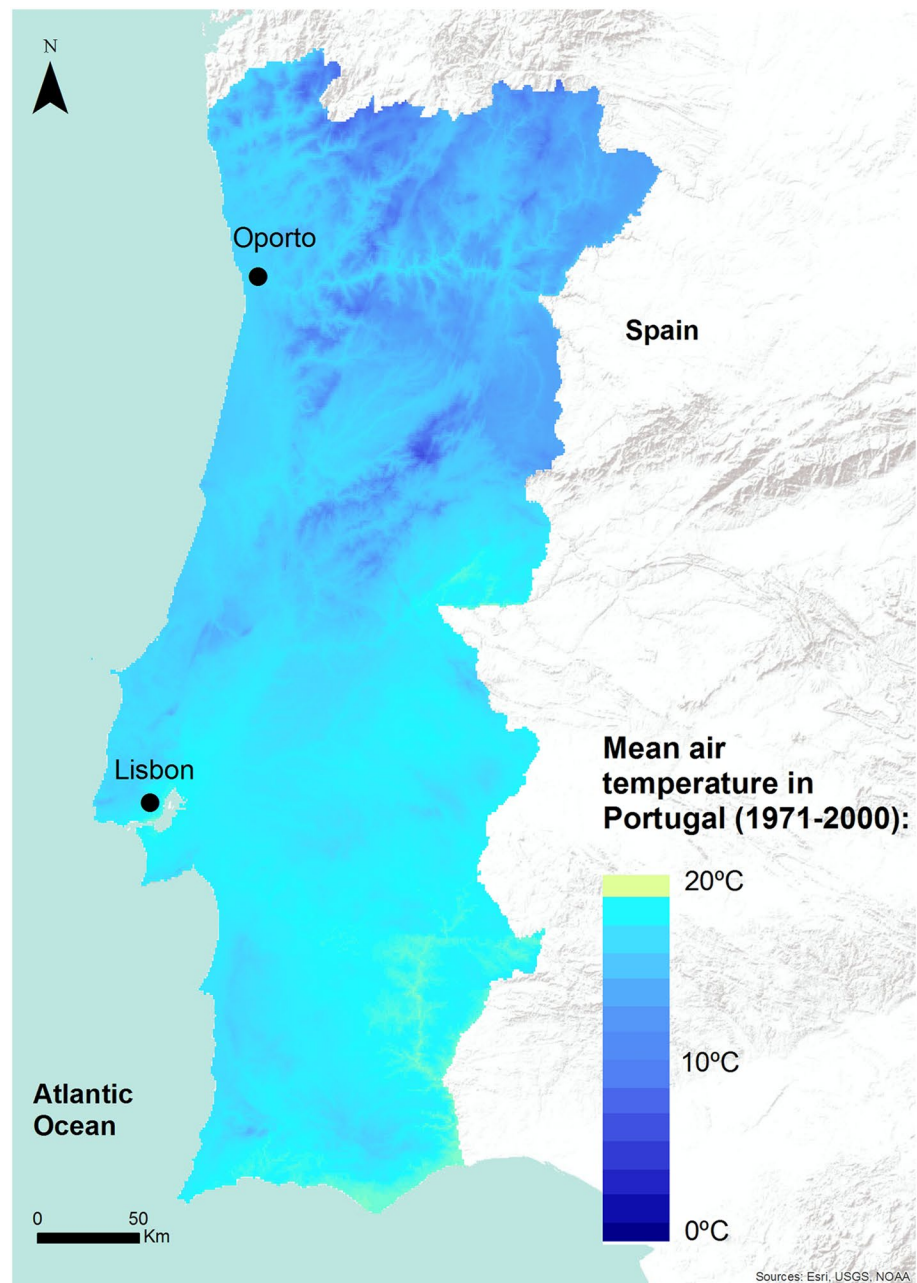 N
Oporto
Spain
Lisbon
Mean air
temperature in
Portugal (1971-2000):
20ºC
10ºC
0ºC
Atlantic
Ocean
0 50
Km
Sources: Esri, USGS, NOAA